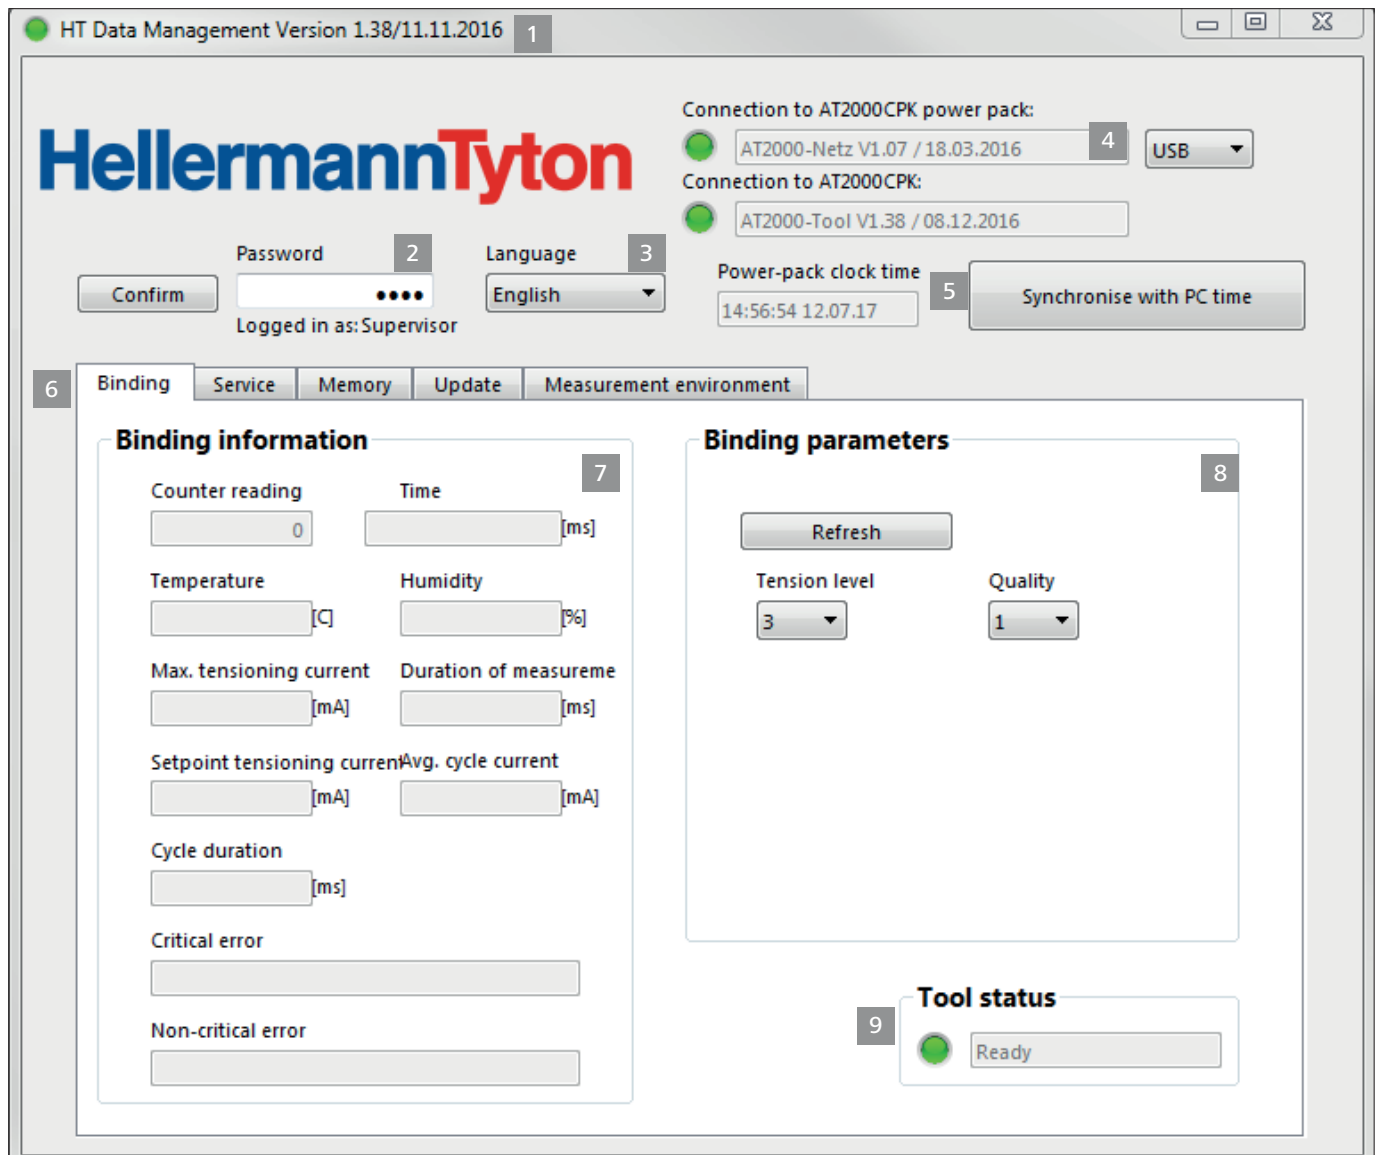 HT Data Management Version 1.38/11.11.2016 1
Connection to AT2000CPK power pack:
HellermannTyton
AT2000-Netz V1.07 / 18.03.2016 4 USB
Connection to AT2000CPK:
AT2000-Tool V1.38 / 08.12.2016
Password 2 Language 3
Power-pack clock time
Confirm •••• English
14:56:54 12.07.17 5 Synchronise with PC time
Logged in as: Supervisor
6 Binding Service Memory Update Measurement environment
Binding information
7
Counter reading Time
0 [ms]
Temperature Humidity
[C] [%]
Max. tensioning current Duration of measureme
[mA] [ms]
Setpoint tensioning current Avg. cycle current
[mA] [mA]
Cycle duration
[ms]
Critical error
Non-critical error
Binding parameters
8
Refresh
Tension level Quality
3 1
Tool status
9
Ready